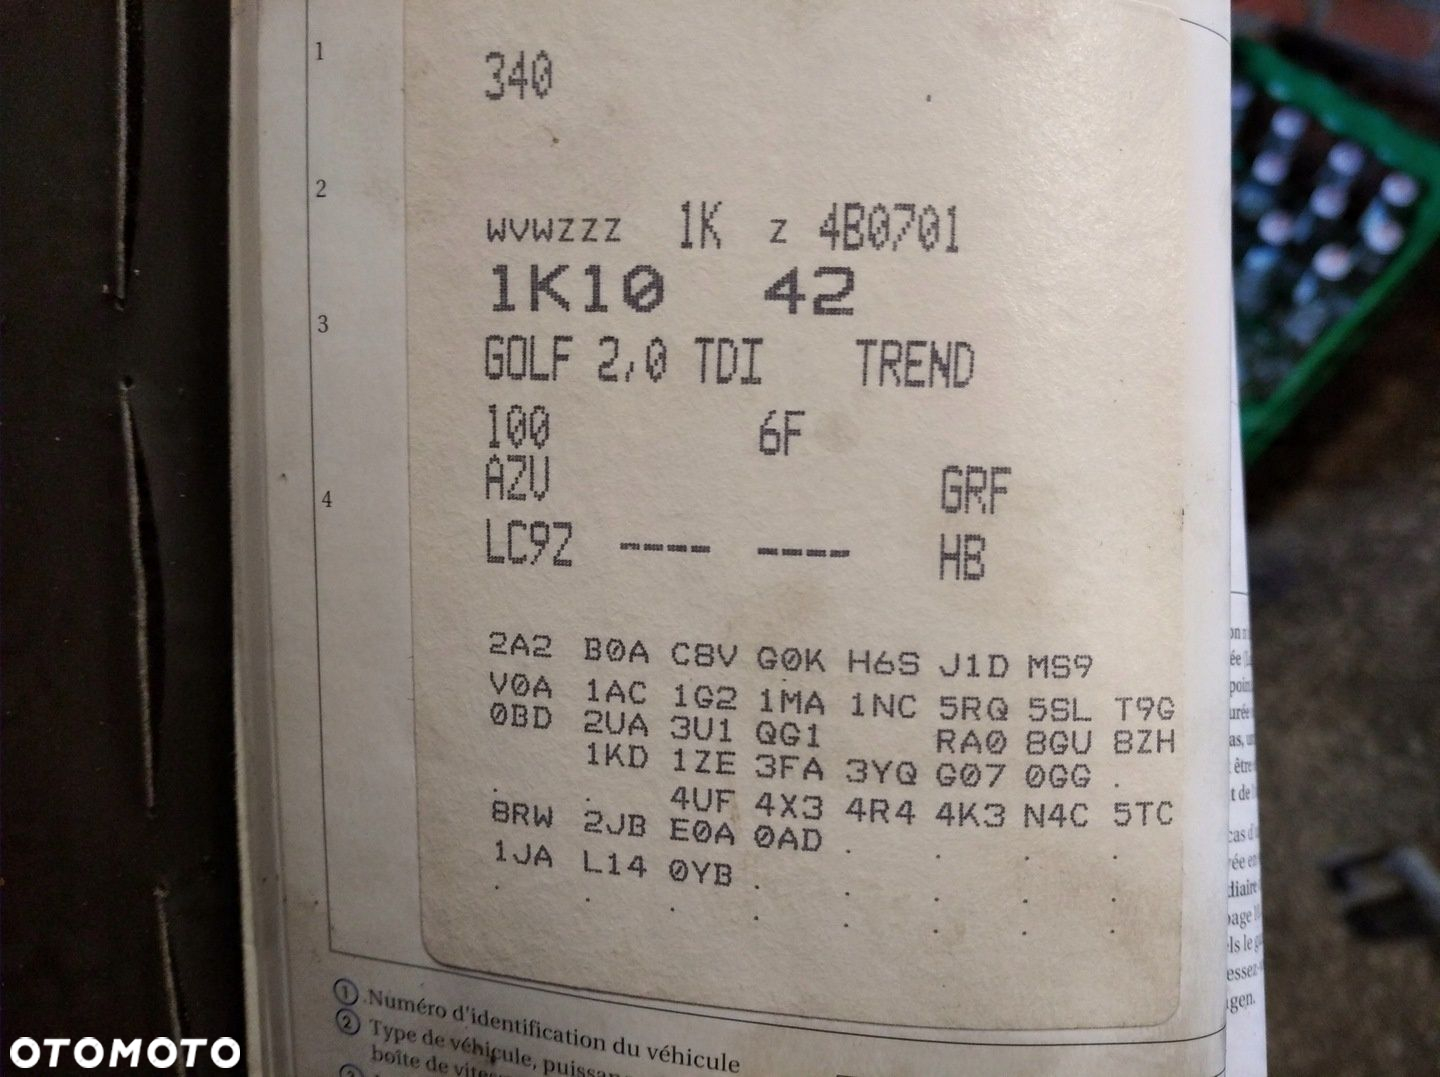 1
340
2
WVWZZZ 1K Z 4B0701
1K10 42
3
GOLF 2,0 TDI TREND
100 6F
4
AZV GRF
LC9Z ---- ---- HB
2A2 B0A C8V G0K H6S J1D MS9
V0A 1AC 1G2 1MA 1NC 5RQ 5SL T9G
0BD 2UA 3U1 QG1 RA0 8GU 8ZH
. 1KD 1ZE 3FA 3YQ G07 0GG .
. . 4UF 4X3 4R4 4K3 N4C 5TC
8RW 2JB E0A 0AD . . . .
1JA L14 0YB . . . . .
. . . . . . . .
① Numéro d'identification du véhicule
② Type de véhicule,
boîte de
page
gen.
OTOMOTO